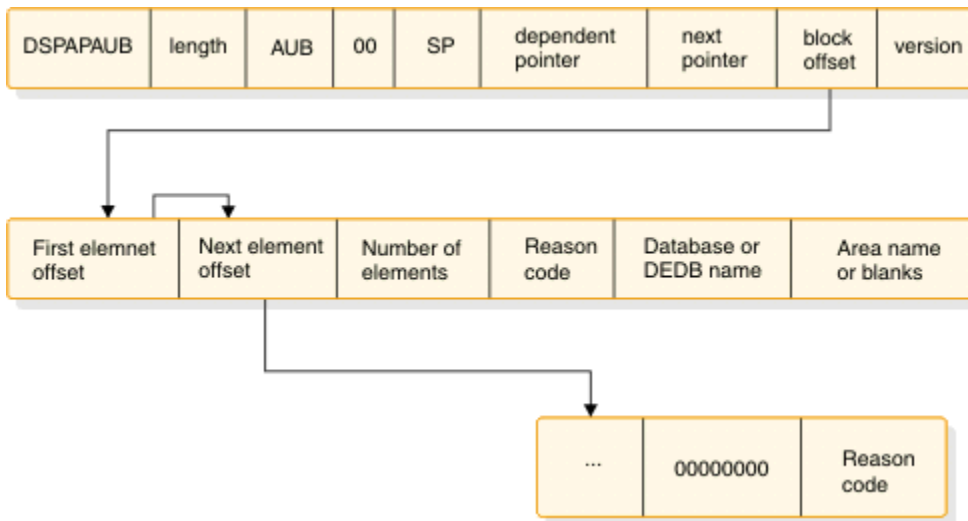 DSPAPAUB
length
AUB
00
SP
dependent
pointer
next
pointer
block
offset
version
First elemnet
offset
Next element
offset
Number of
elements
Reason
code
Database or
DEDB name
Area name
or blanks
...
00000000
Reason
code